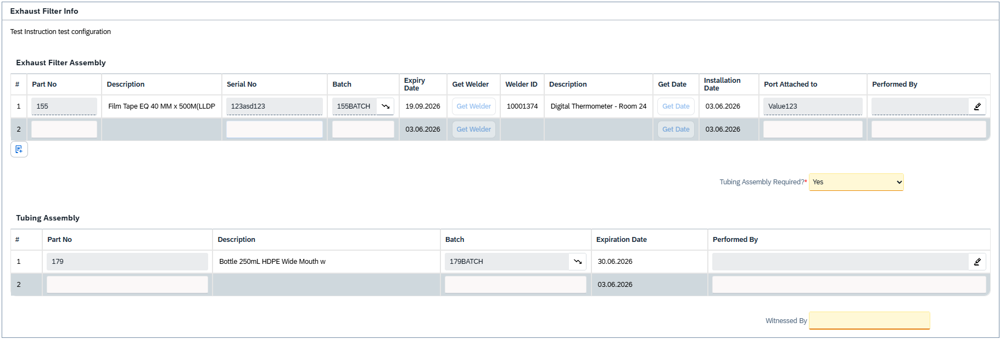 Exhaust Filter Info
Test Instruction test configuration
Exhaust Filter Assembly
# Part No Description Serial No Batch Expiry Date Get Welder Welder ID Description Get Date Installation Date Port Attached to Performed By
1 155 Film Tape EQ 40 MM x 500M(LLDP 123asd123 155BATCH 19.09.2026 Get Welder 10001374 Digital Thermometer - Room 24 Get Date 03.06.2026 Value123
2 03.06.2026 Get Welder Get Date 03.06.2026
Tubing Assembly Required?* Yes
Tubing Assembly
# Part No Description Batch Expiration Date Performed By
1 179 Bottle 250mL HDPE Wide Mouth w 179BATCH 30.06.2026
2 03.06.2026
Witnessed By